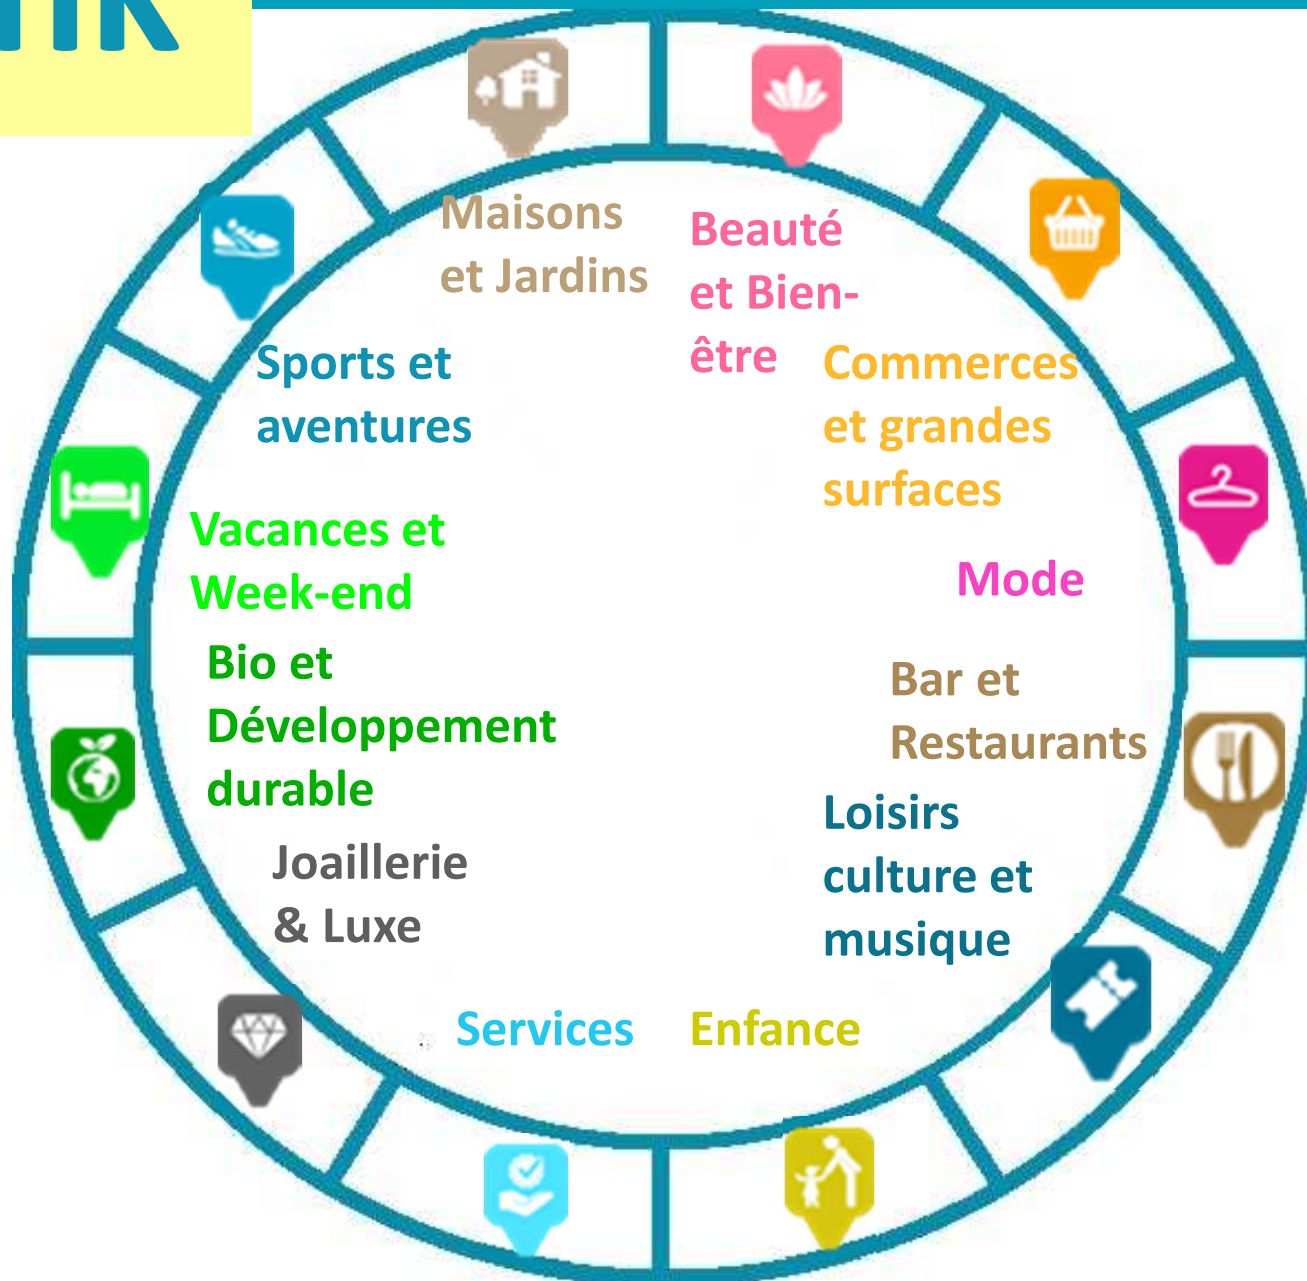 Maisons
et Jardins
Beauté
et Bien-
être
Commerces
et grandes
surfaces
Mode
Bar et
Restaurants
Loisirs
culture et
musique
Enfance
Services
Joaillerie
& Luxe
Bio et
Développement
durable
Vacances et
Week-end
Sports et
aventures